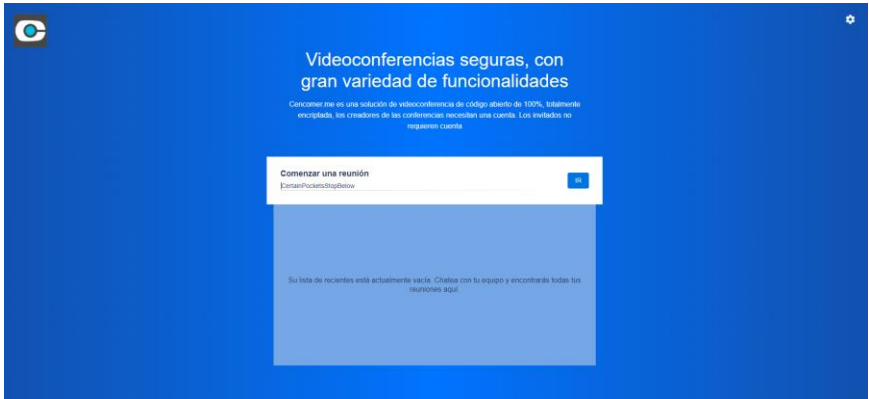 Videoconferencias seguras, con
gran variedad de funcionalidades
Cencomer.me es una solución de videoconferencia de código abierto de 100%, totalmente
encriptada, los creadores de las conferencias necesitan una cuenta. Los invitados no
requieren cuenta
Comenzar una reunión
CertainPocketsStopBelow
IR
Su lista de recientes está actualmente vacía. Chatea con tu equipo y encontrarás todas tus
reuniones aquí.